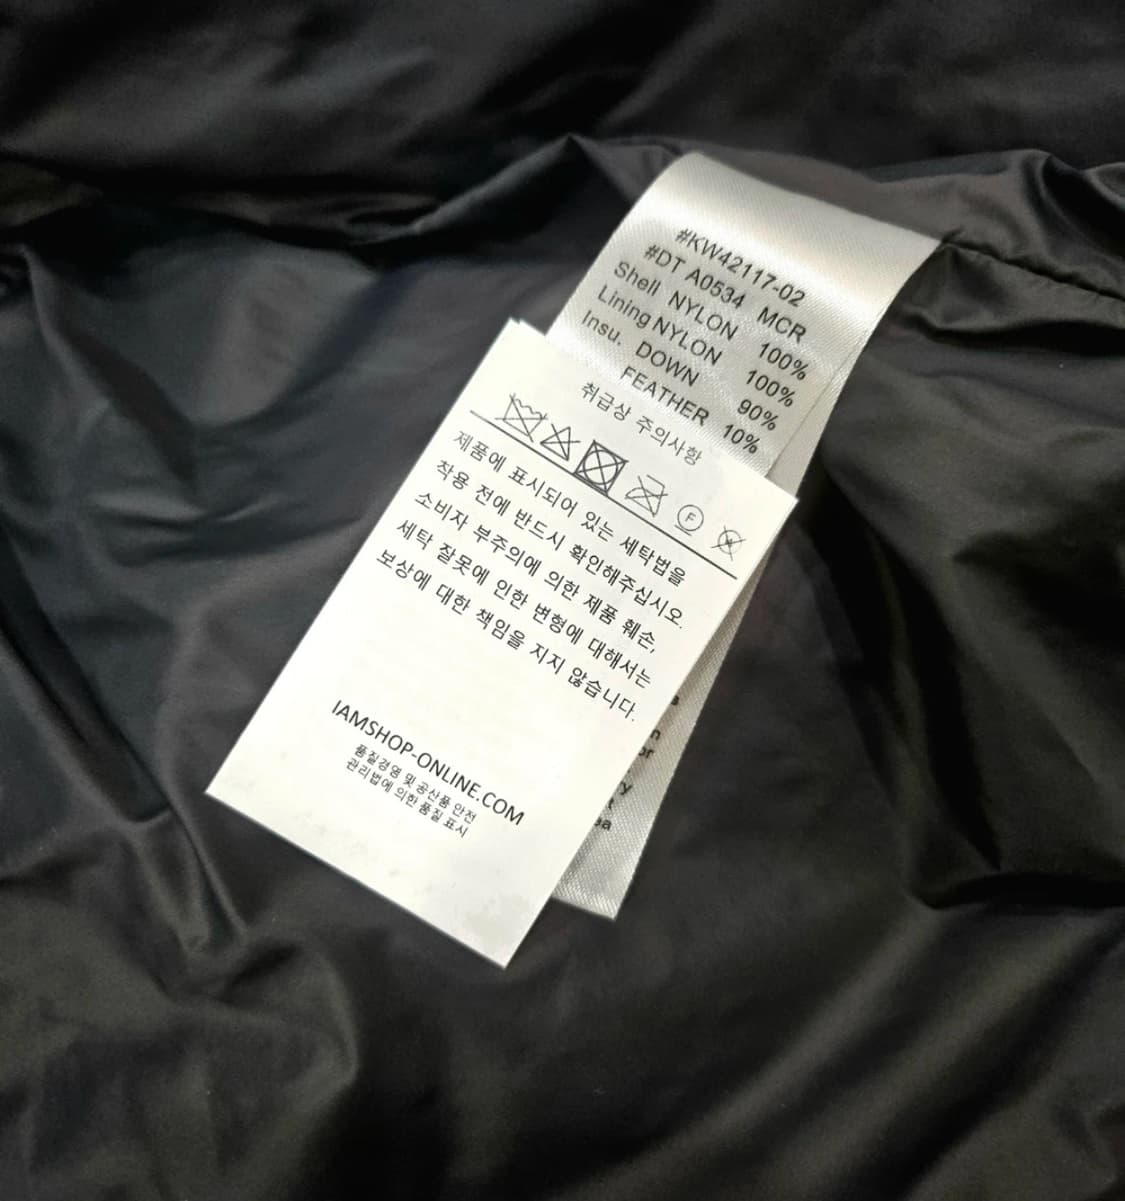 #KW42117-02
#DT A0534 MCR
Shell NYLON 100%
Lining NYLON 100%
Insu. DOWN 90%
FEATHER 10%
취급상 주의사항
F
제품에 표시되어 있는 세탁법을
착용 전에 반드시 확인해주십시오.
소비자 부주의에 의한 제품 훼손,
세탁 잘못에 인한 변형에 대해서는
보상에 대한 책임을 지지 않습니다.
IAMSHOP-ONLINE.COM
품질경영 및 공산품 안전
관리법에 의한 품질 표시